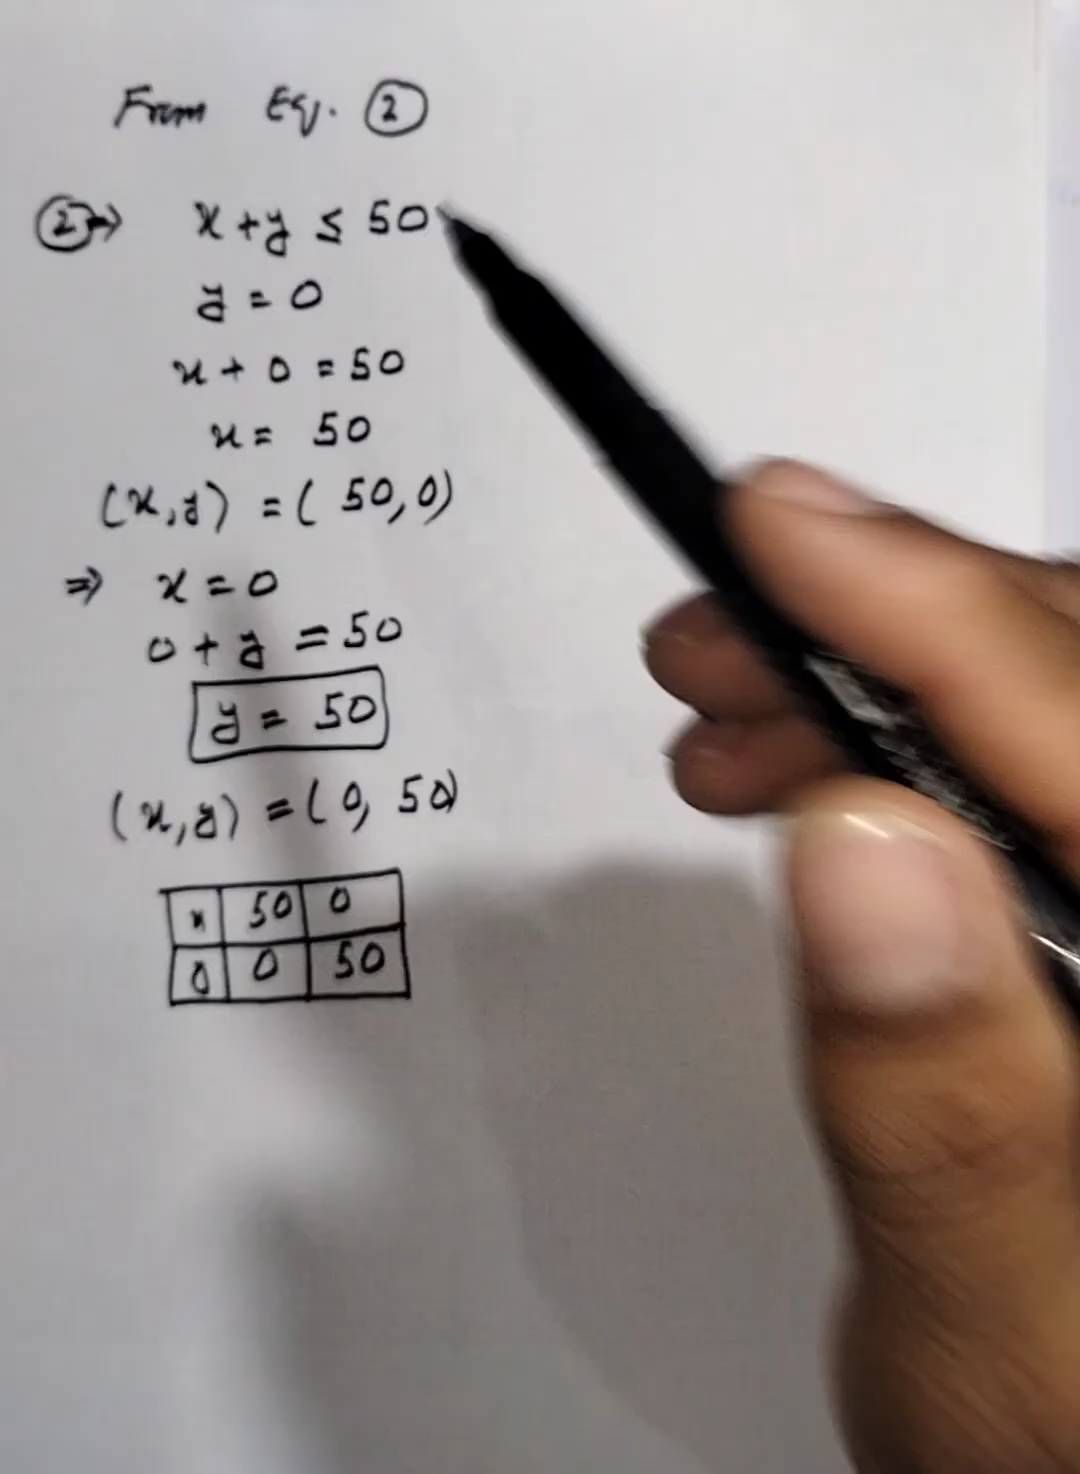 From Eq. ②
②→ x+y ≤ 50
y = 0
x + 0 = 50
x = 50
(x,y) = ( 50,0)
⇒ x = 0
0 + y = 50
y = 50
(x,y) = (0, 50)
x 50 0
0 0 50